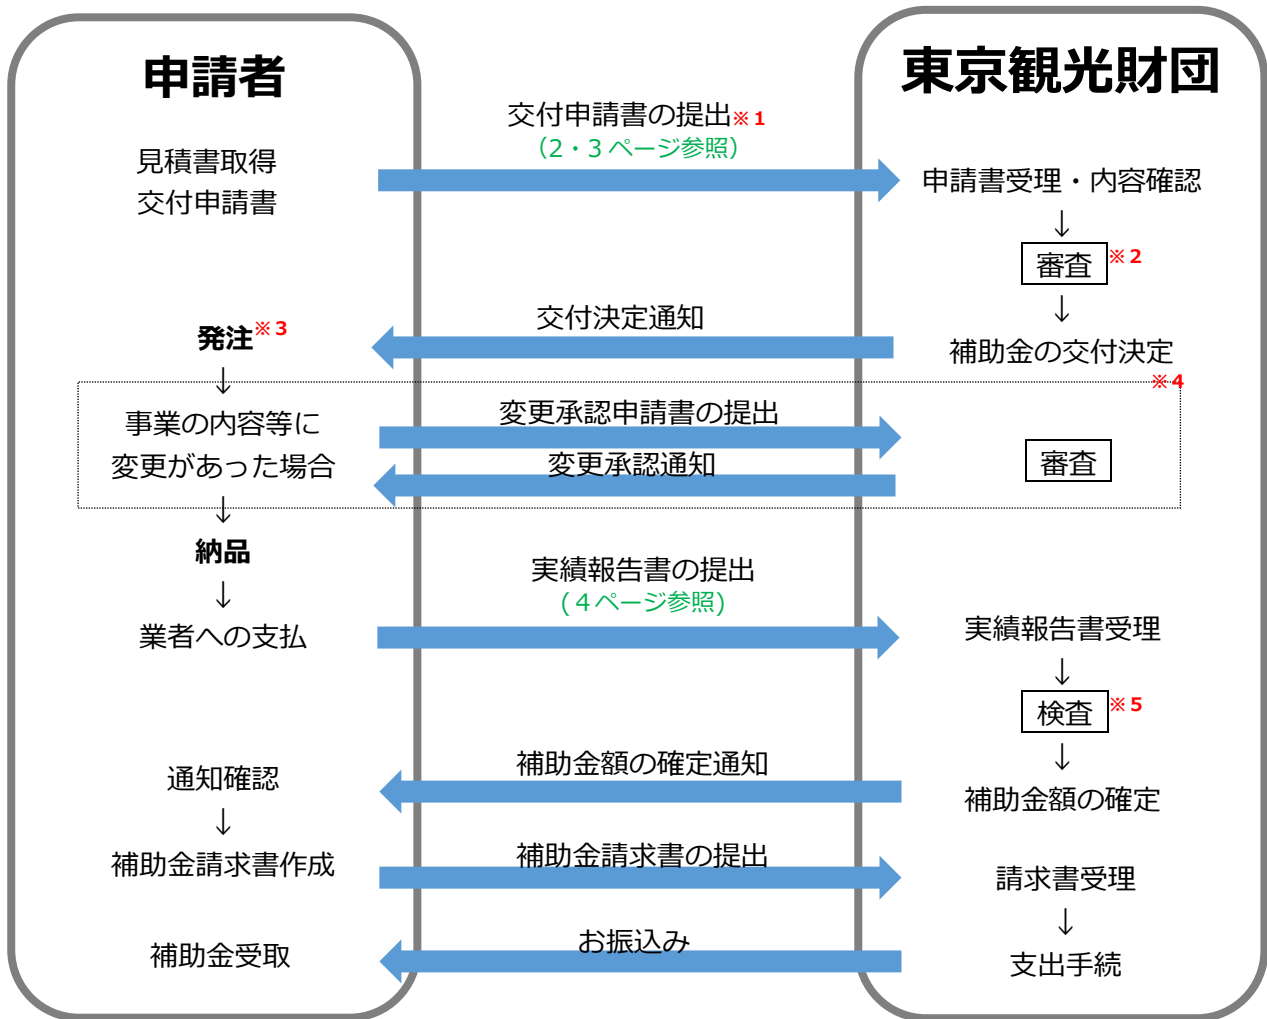 申請者
東京観光財団
交付申請書の提出※1
（2・3ページ参照）
見積書取得
交付申請書
申請書受理・内容確認
↓
審査※2
↓
交付決定通知
発注※3
補助金の交付決定
↓
※4
事業の内容等に
変更があった場合
変更承認申請書の提出
変更承認通知
審査
↓
納品
↓
実績報告書の提出
(４ページ参照)
業者への支払
実績報告書受理
↓
検査※5
↓
補助金額の確定通知
通知確認
補助金額の確定
↓
補助金請求書作成
補助金請求書の提出
請求書受理
↓
お振込み
補助金受取
支出手続